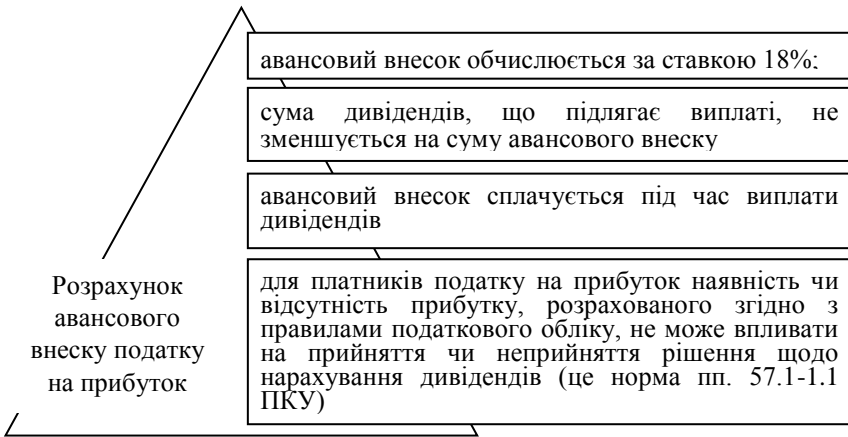 авансовий внесок обчислюється за ставкою 18%;
сума дивідендів, що підлягає виплаті, не
зменшується на суму авансового внеску
авансовий внесок сплачується під час виплати
дивідендів
Розрахунок
авансового
внеску податку
на прибуток
для платників податку на прибуток наявність чи
відсутність прибутку, розрахованого згідно з
правилами податкового обліку, не може впливати
на прийняття чи неприйняття рішення щодо
нарахування дивідендів (це норма пп. 57.1-1.1
ПКУ)